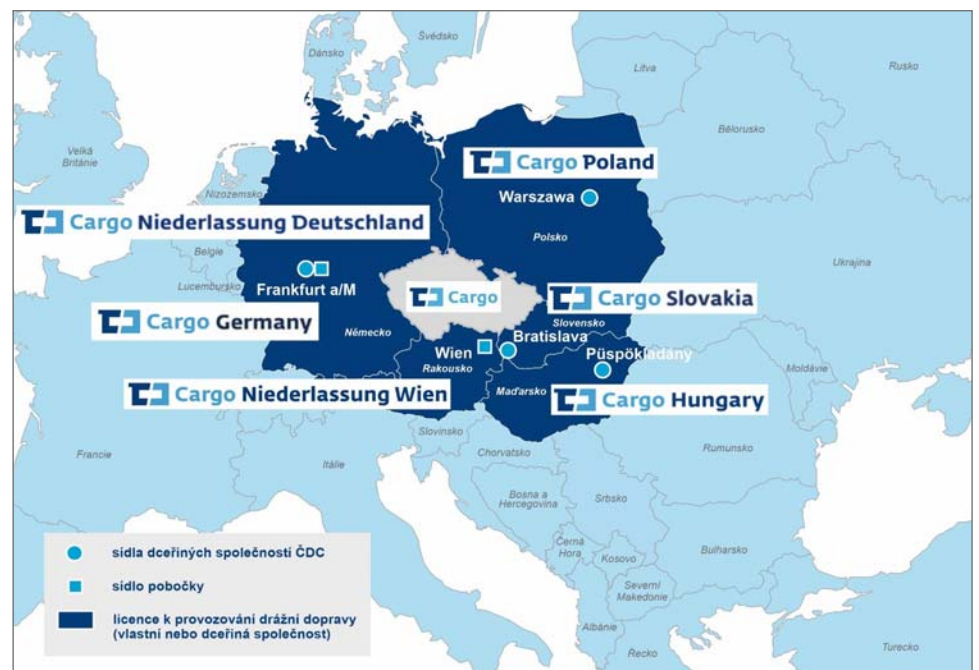 Dánsko
Švédsko
Litva
Rusko
Bělorusko
Velká
Británie
Nizozemsko
Cargo Poland
Warszawa
Polsko
Cargo Niederlassung Deutschland
Belgie
Lucembursko
Frankfurt a/M
Cargo
Ukrajina
Cargo Slovakia
Slovensko
Cargo Germany
Německo
Wien
Rakousko
Bratislava
Püspökladány
Moldávie
Cargo Niederlassung Wien
Maďarsko
Cargo Hungary
Francie
Itálie
Slovinsko
Chorvatsko
Rumunsko
Bosna a
Hercegovina
Srbsko
Černá
Hora
Kosovo
Bulharsko
Severní
Makedonie
Albánie
Řecko
Turecko
sídla dceřiných společností ČDC
sídlo pobočky
licence k provozování drážní dopravy
(vlastní nebo dceřiná společnost)